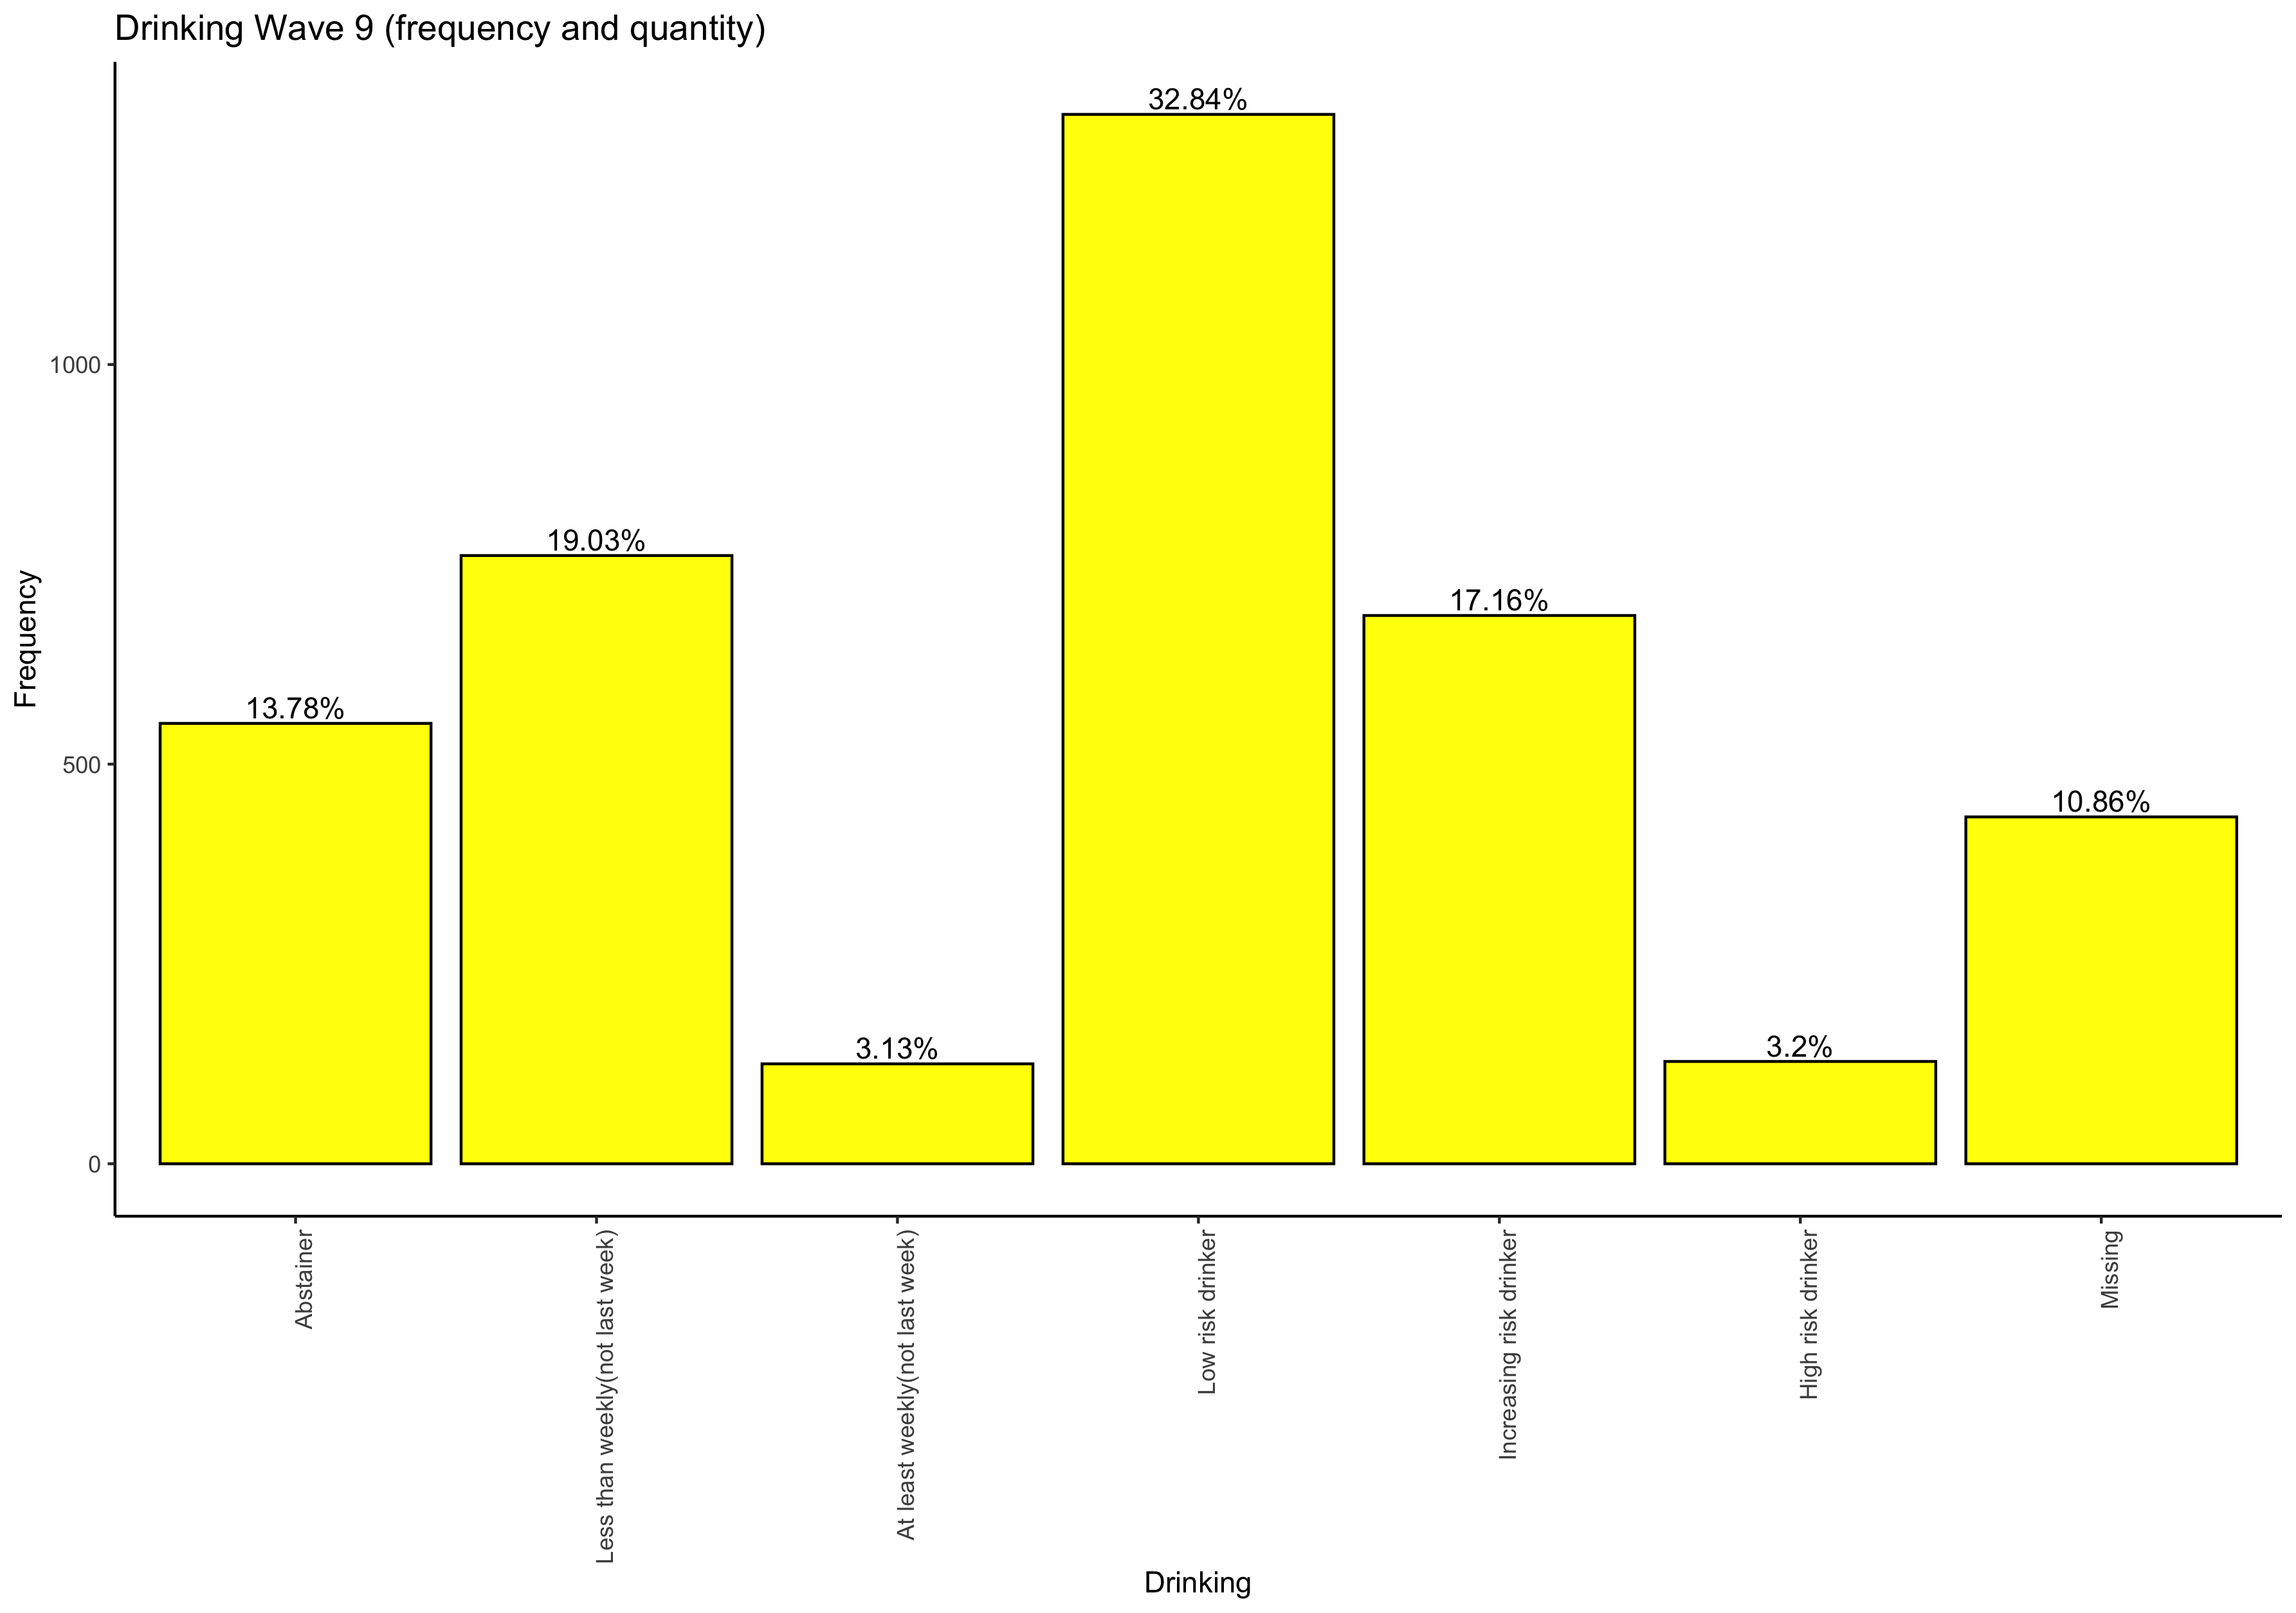 Drinking Wave 9 (frequency and quantity)
32.84%
19.03%
17.16%
13.78%
10.86%
3.13%
3.2%
1000
500
0
Frequency
Abstainer
Less than weekly(not last week)
At least weekly(not last week)
Low risk drinker
Increasing risk drinker
High risk drinker
Missing
Drinking